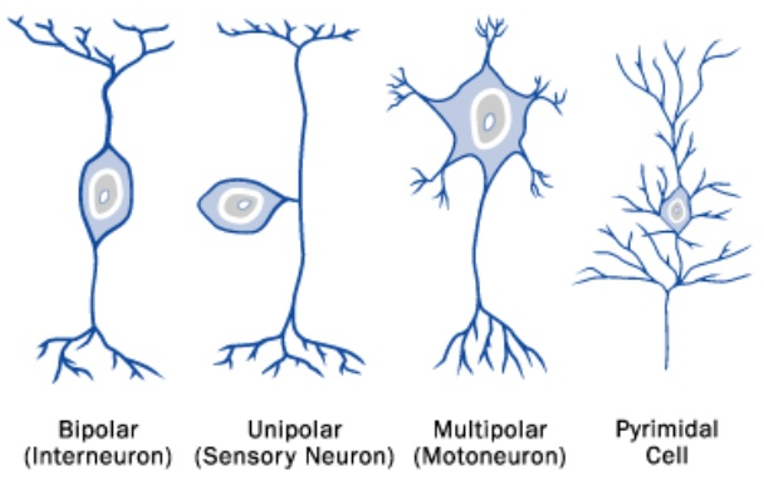 Bipolar
(Interneuron)
Unipolar
(Sensory Neuron)
Multipolar
(Motoneuron)
Pyrimidal
Cell